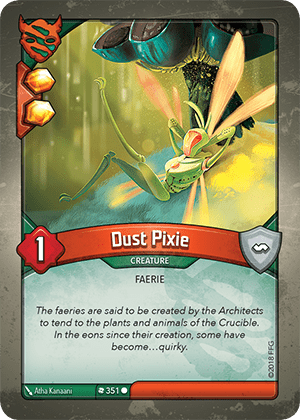 1
Dust Pixie
CREATURE
FAERIE
The faeries are said to be created by the Architects
to tend to the plants and animals of the Crucible.
In the eons since their creation, some have
become…quirky.
©2018 FFG
Atha Kanaani
351